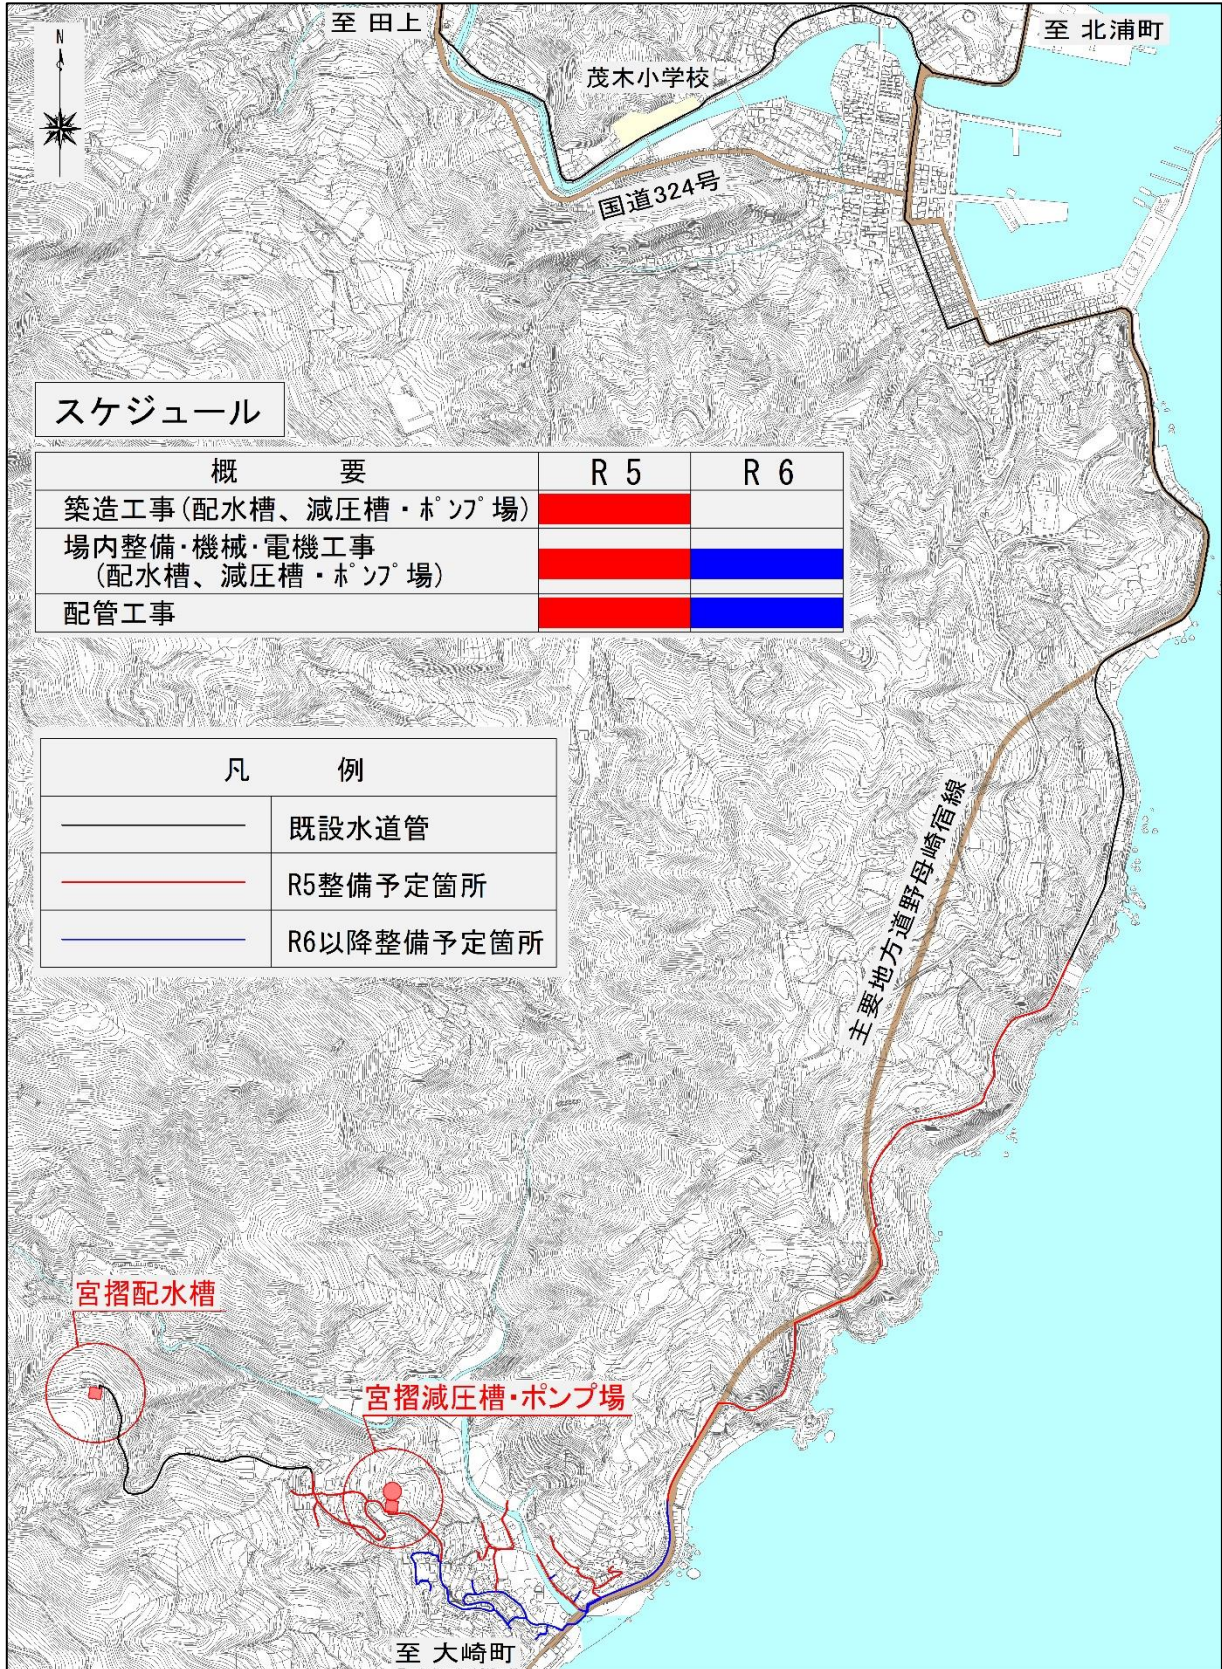 至 田上
至 北浦町
N
茂木小学校
国道324号
スケジュール
概 要 R 5 R 6
築造工事(配水槽、減圧槽・ポンプ場)
場内整備・機械・電機工事
(配水槽、減圧槽・ポンプ場)
配管工事
凡 例
既設水道管
R5整備予定箇所
R6以降整備予定箇所
主要地方道野母崎宿線
宮摺配水槽
宮摺減圧槽・ポンプ場
至 大崎町